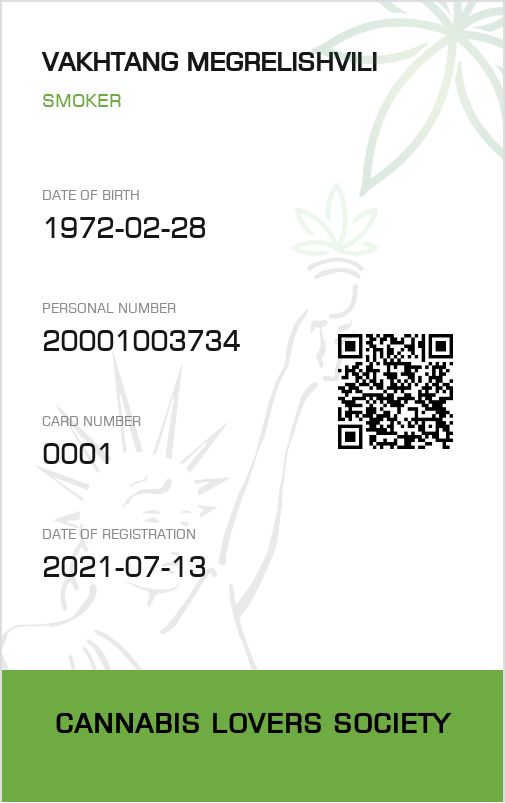 VAKHTANG MEGRELISHVILI
SMOKER
DATE OF BIRTH
1972-02-28
PERSONAL NUMBER
20001003734
CARD NUMBER
0001
DATE OF REGISTRATION
2021-07-13
CANNABIS LOVERS SOCIETY